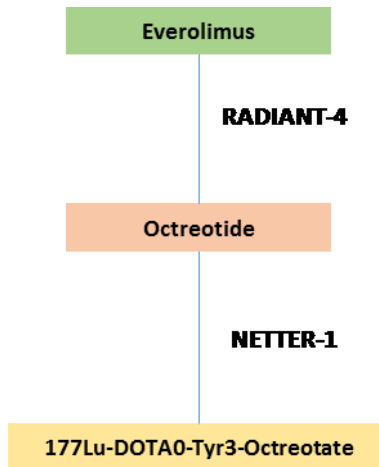 Everolimus
RADIANT-4
Octreotide
NETTER-1
177Lu-DOTA0-Tyr3-Octreotate